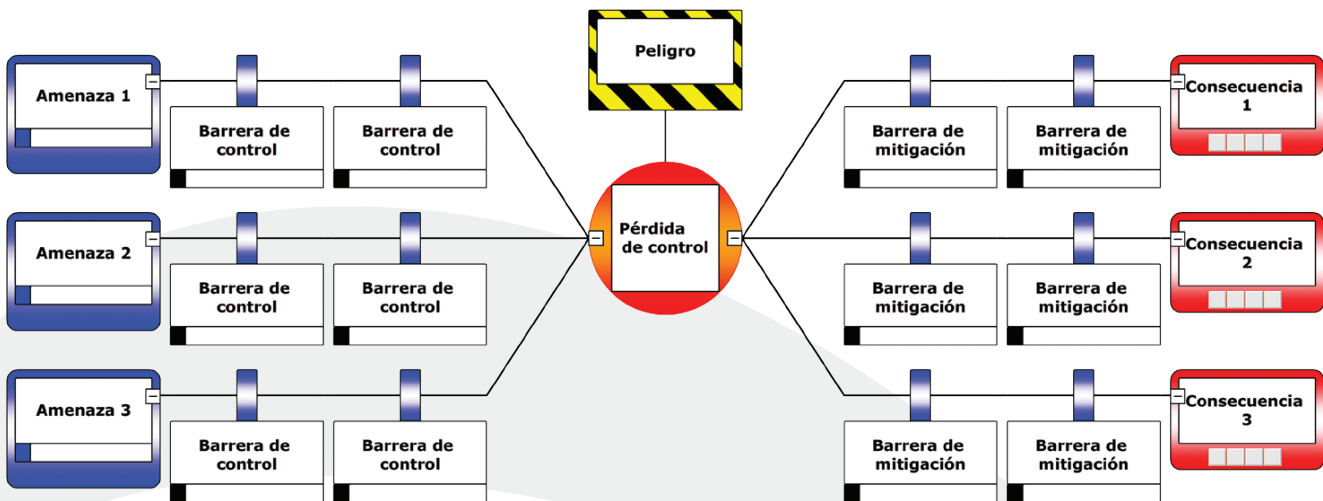 Peligro
Amenaza 1
Barrera de
control
Barrera de
control
Barrera de
mitigación
Barrera de
mitigación
Consecuencia
1
Amenaza 2
Barrera de
control
Barrera de
control
Pérdida
de control
Barrera de
mitigación
Barrera de
mitigación
Consecuencia
2
Amenaza 3
Barrera de
control
Barrera de
control
Barrera de
mitigación
Barrera de
mitigación
Consecuencia
3